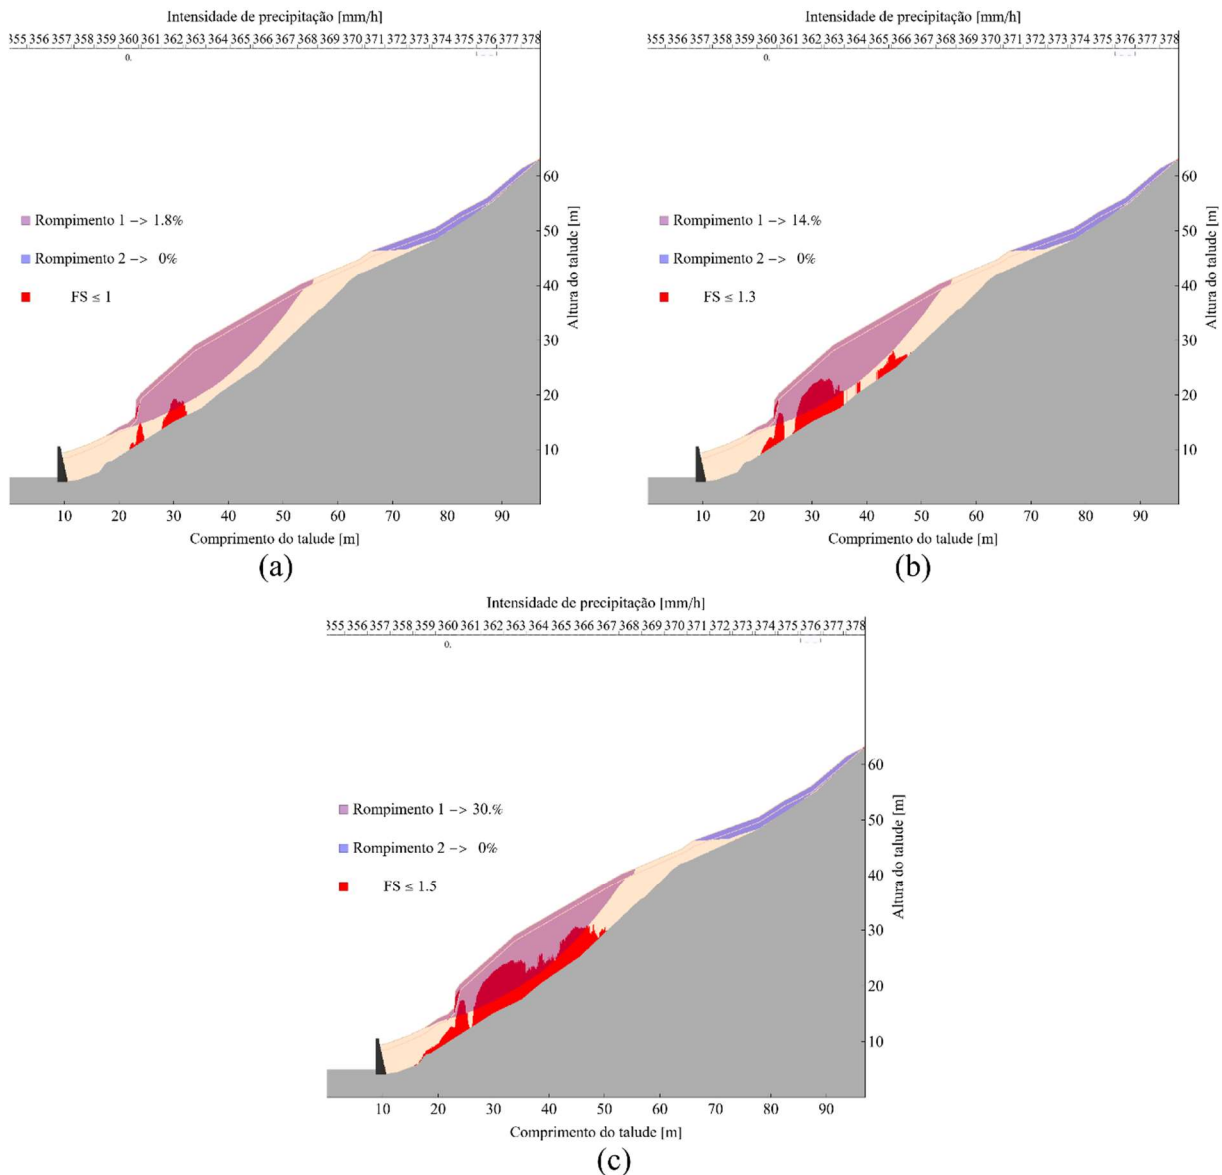 Intensidade de precipitação [mm/h]
355 356 357 358 359 360 361 362 363 364 365 366 367 368 369 370 371 372 373 374 375 376 377 378
0.
60
Rompimento 1 −> 1.8%
50
Rompimento 2 −> 0%
FS ≤ 1
40
30
20
10
Altura do talude [m]
10 20 30 40 50 60 70 80 90
Comprimento do talude [m]
(a)
Intensidade de precipitação [mm/h]
355 356 357 358 359 360 361 362 363 364 365 366 367 368 369 370 371 372 373 374 375 376 377 378
0.
60
Rompimento 1 −> 14.%
50
Rompimento 2 −> 0%
FS ≤ 1.3
40
30
20
10
Altura do talude [m]
10 20 30 40 50 60 70 80 90
Comprimento do talude [m]
(b)
Intensidade de precipitação [mm/h]
355 356 357 358 359 360 361 362 363 364 365 366 367 368 369 370 371 372 373 374 375 376 377 378
0.
60
Rompimento 1 −> 30.%
50
Rompimento 2 −> 0%
FS ≤ 1.5
40
30
20
10
Altura do talude [m]
10 20 30 40 50 60 70 80 90
Comprimento do talude [m]
(c)